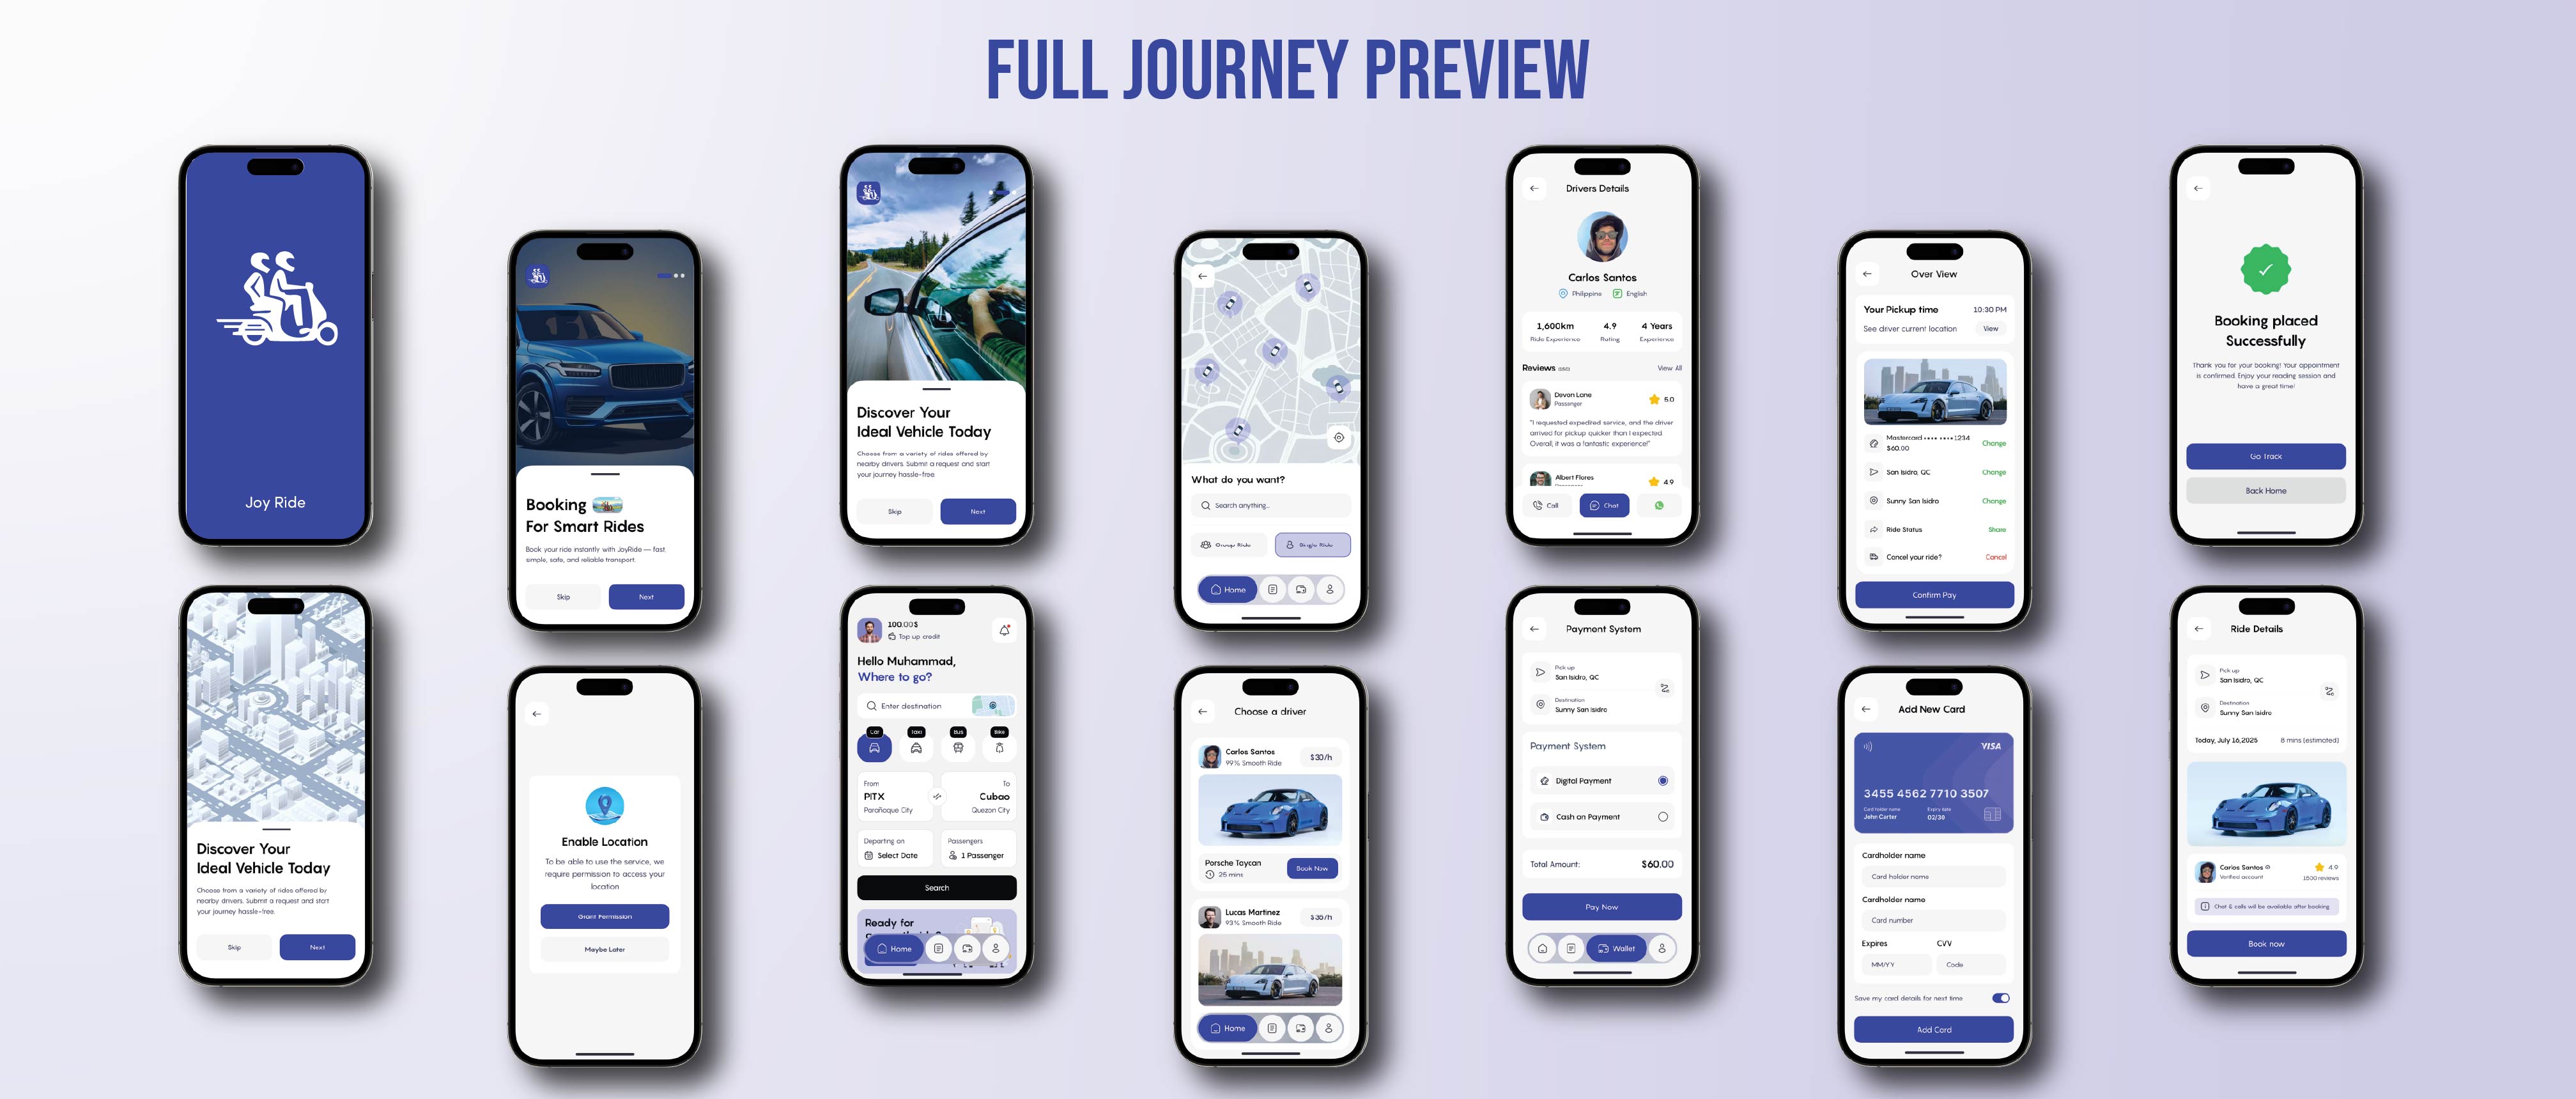 FULL JOURNEY PREVIEW
Joy Ride
Discover Your
Ideal Vehicle Today
Choose from a variety of rides offered by
nearby drivers. Submit a request and start
your journey hassle-free.
Skip
Next
Booking
For Smart Rides
Book your ride instantly with JoyRide — fast,
simple, safe, and reliable transport.
Skip
Next
Enable Location
To be able to use the service, we
require permission to access your
location
Grant Permission
Maybe Later
Discover Your
Ideal Vehicle Today
Choose from a variety of rides offered by
nearby drivers. Submit a request and start
your journey hassle-free.
Skip
Next
100.00$
Top up credit
Hello Muhammad,
Where to go?
Enter destination
Car
Taxi
Bus
Bike
From
To
PITX
Cubao
Parañaque City
Quezon City
Departing on
Passengers
Select Date
1 Passenger
Search
Ready for
Home
What do you want?
Search anything..
Group Ride
Single Ride
Home
Choose a driver
Carlos Santos
99% Smooth Ride
$30/h
Porsche Taycan
25 mins
Book Now
Lucas Martinez
93% Smooth Ride
$35/h
Home
Drivers Details
Carlos Santos
Philippine
English
1,600km
4.9
4 Years
Ride Experience
Rating
Experience
Reviews
View All
Devon Lane
Passenger
5.0
"I requested expedited service, and the driver
arrived for pickup quicker than I expected.
Overall, it was a fantastic experience!"
Albert Flores
4.9
Call
Chat
Payment System
Pick up
San Isidro, QC
Destination
Sunny San Isidro
Payment System
Digital Payment
Cash on Payment
Total Amount:
$60.00
Pay Now
Wallet
Over View
Your Pickup time
10:30 PM
See driver current location
View
Mastercard •••• ••••1234
$60.00
Change
San Isidro, QC
Change
Sunny San Isidro
Change
Ride Status
Share
Cancel your ride?
Cancel
Confirm Pay
Add New Card
VISA
3455 4562 7710 3507
Card holder name
Expiry date
John Carter
02/30
Cardholder name
Card holder name
Cardholder name
Card number
Expires
CVV
MM/YY
Code
Save my card details for next time
Add Card
Booking placed
Successfully
Thank you for your booking! Your appointment
is confirmed. Enjoy your reading session and
have a great time!
Go Track
Back Home
Ride Details
Pick up
San Isidro, QC
Destination
Sunny San Isidro
Today, July 16,2025
8 mins (estimated)
Carlos Santos
4.9
Verified account
1500 reviews
Chat & calls will be available after booking
Book now